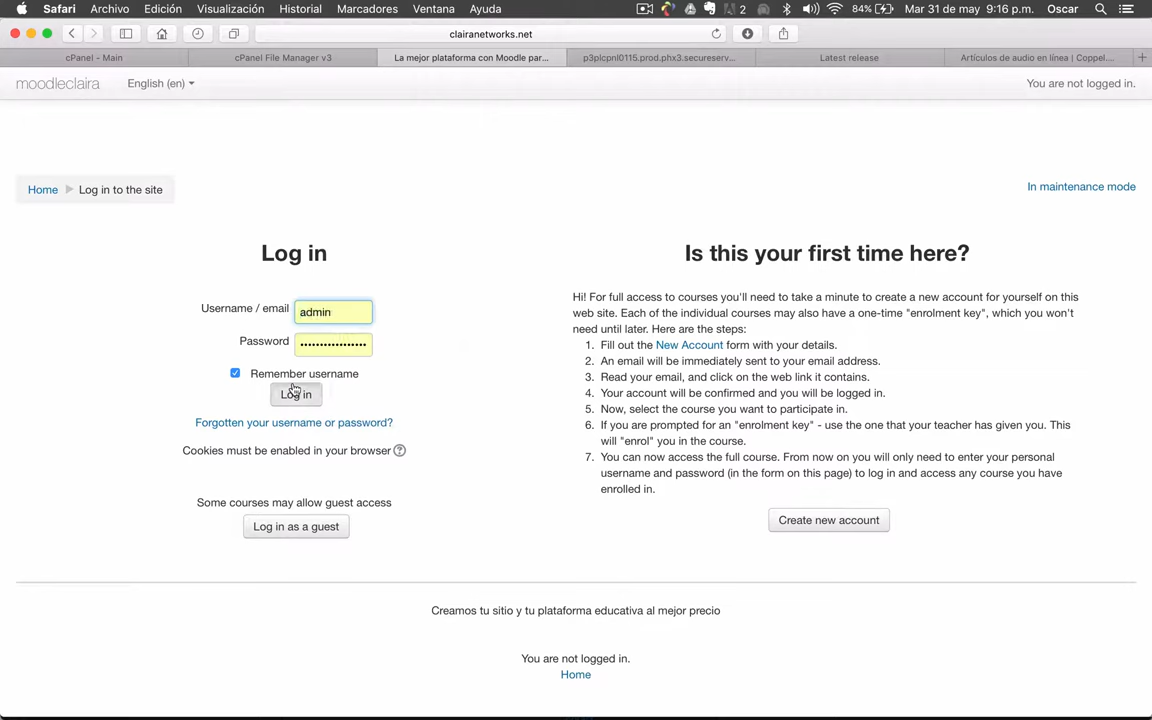 Safari Archivo Edición Visualización Historial Marcadores Ventana Ayuda 2 84% Mar 31 de may 9:16 p.m. Oscar
clairanetworks.net
cPanel - Main cPanel File Manager v3 La mejor plataforma con Moodle par... p3plcpnl0115.prod.phx3.secureserv... Latest release Artículos de audio en línea | Coppel....
moodleclaira English (en) You are not logged in.
Home Log in to the site In maintenance mode
Log in
Username / email admin
Password ••••••••••••••••
Remember username
Log in
Forgotten your username or password?
Cookies must be enabled in your browser ?
Some courses may allow guest access
Log in as a guest
Is this your first time here?
Hi! For full access to courses you'll need to take a minute to create a new account for yourself on this
web site. Each of the individual courses may also have a one-time "enrolment key", which you won't
need until later. Here are the steps:
1. Fill out the New Account form with your details.
2. An email will be immediately sent to your email address.
3. Read your email, and click on the web link it contains.
4. Your account will be confirmed and you will be logged in.
5. Now, select the course you want to participate in.
6. If you are prompted for an "enrolment key" - use the one that your teacher has given you. This
will "enrol" you in the course.
7. You can now access the full course. From now on you will only need to enter your personal
username and password (in the form on this page) to log in and access any course you have
enrolled in.
Create new account
Creamos tu sitio y tu plataforma educativa al mejor precio
You are not logged in.
Home